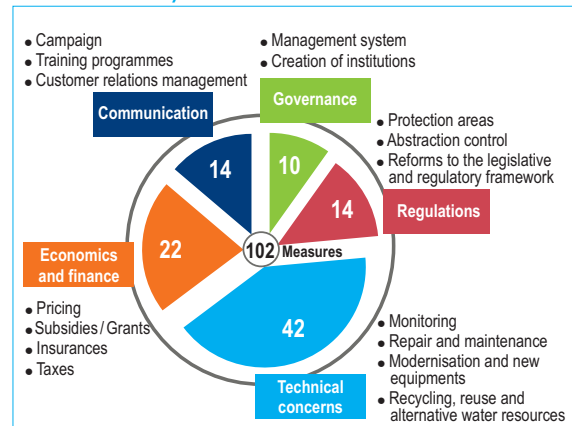 • Campaign
• Training programmes
• Customer relations management
Communication
• Management system
• Creation of institutions
Governance
• Protection areas
• Abstraction control
• Reforms to the legislative
and regulatory framework
Regulations
14
10
14
22
102 Measures
42
Economics
and finance
• Pricing
• Subsidies / Grants
• Insurances
• Taxes
Technical
concerns
• Monitoring
• Repair and maintenance
• Modernisation and new
equipments
• Recycling, reuse and
alternative water resources